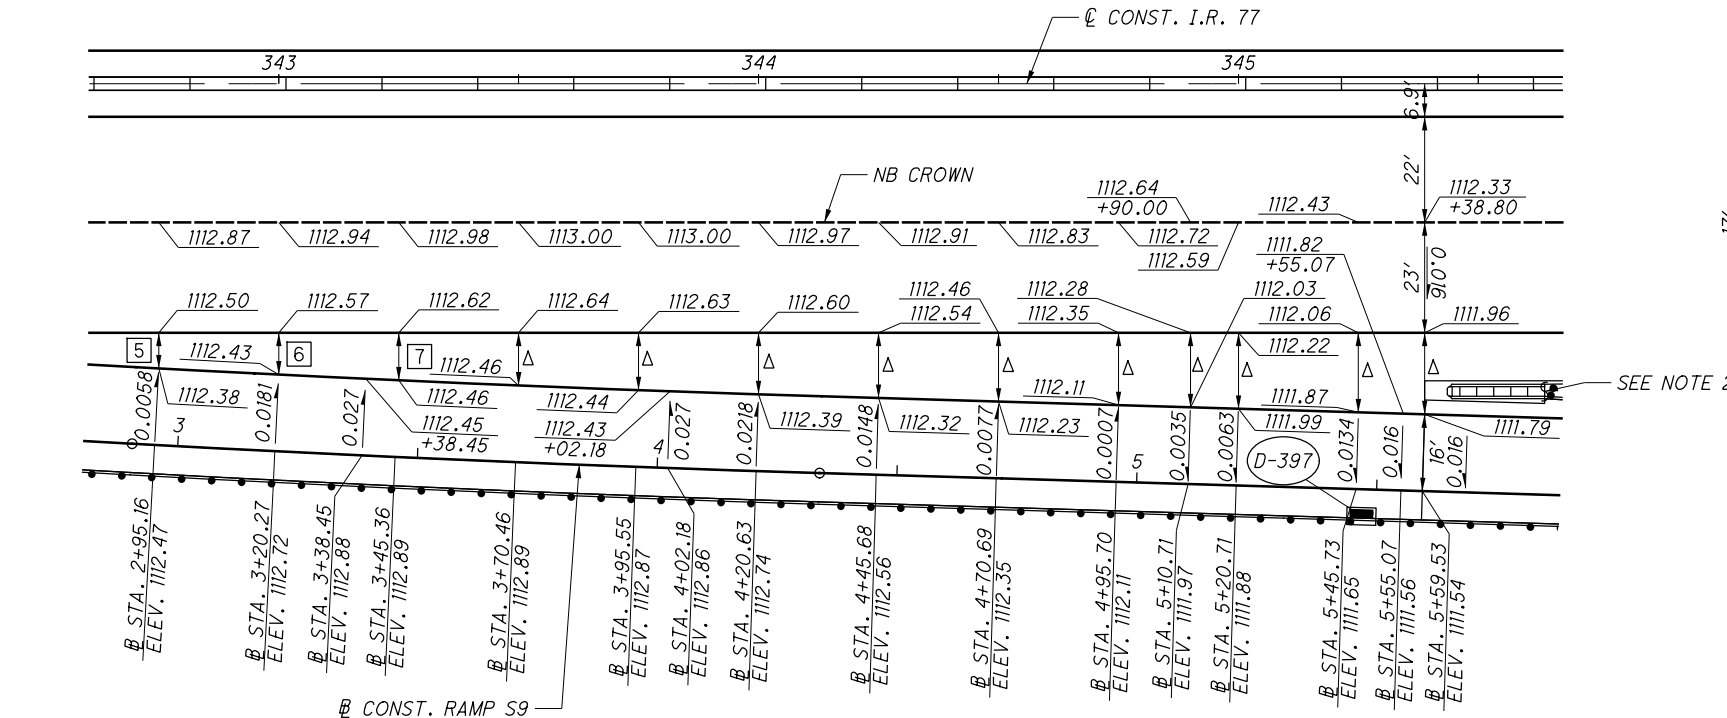 ℄ CONST. I.R. 77
343 344 345
6.9'
22'
NB CROWN
1112.64
+90.00
1112.43
1112.33
+38.80
1112.87 1112.94 1112.98 1113.00 1113.00 1112.97 1112.91 1112.83 1112.72
1112.59
1111.82
+55.07
23'
0.016
1112.50 1112.57 1112.62 1112.64 1112.63 1112.60
1112.46
1112.54
1112.28
1112.35
1112.03
1112.06
1111.96
1112.22
5 6 7
1112.43
1112.46
Δ Δ Δ Δ Δ Δ Δ Δ Δ Δ
1112.38
1112.46
1112.44
1112.11
1111.87
SEE NOTE 2
1112.45
+38.45
1112.43
+02.18
1112.39
1112.32
1112.23
1111.99
1111.79
0.0058 0.0181 0.027 0.027 0.0218 0.0148 0.0077 0.0007 0.0035 0.0063 0.0134 0.016 16' 0.016
3 4 5
D-397
℔ STA. 2+95.16
ELEV. 1112.47
℔ STA. 3+20.27
ELEV. 1112.72
℔ STA. 3+38.45
ELEV. 1112.88
℔ STA. 3+45.36
ELEV. 1112.89
℔ STA. 3+70.46
ELEV. 1112.89
℔ STA. 3+95.55
ELEV. 1112.87
℔ STA. 4+02.18
ELEV. 1112.86
℔ STA. 4+20.63
ELEV. 1112.74
℔ STA. 4+45.68
ELEV. 1112.56
℔ STA. 4+70.69
ELEV. 1112.35
℔ STA. 4+95.70
ELEV. 1112.11
℔ STA. 5+10.71
ELEV. 1111.97
℔ STA. 5+20.71
ELEV. 1111.88
℔ STA. 5+45.73
ELEV. 1111.65
℔ STA. 5+55.07
ELEV. 1111.56
℔ STA. 5+59.53
ELEV. 1111.54
℔ CONST. RAMP S9